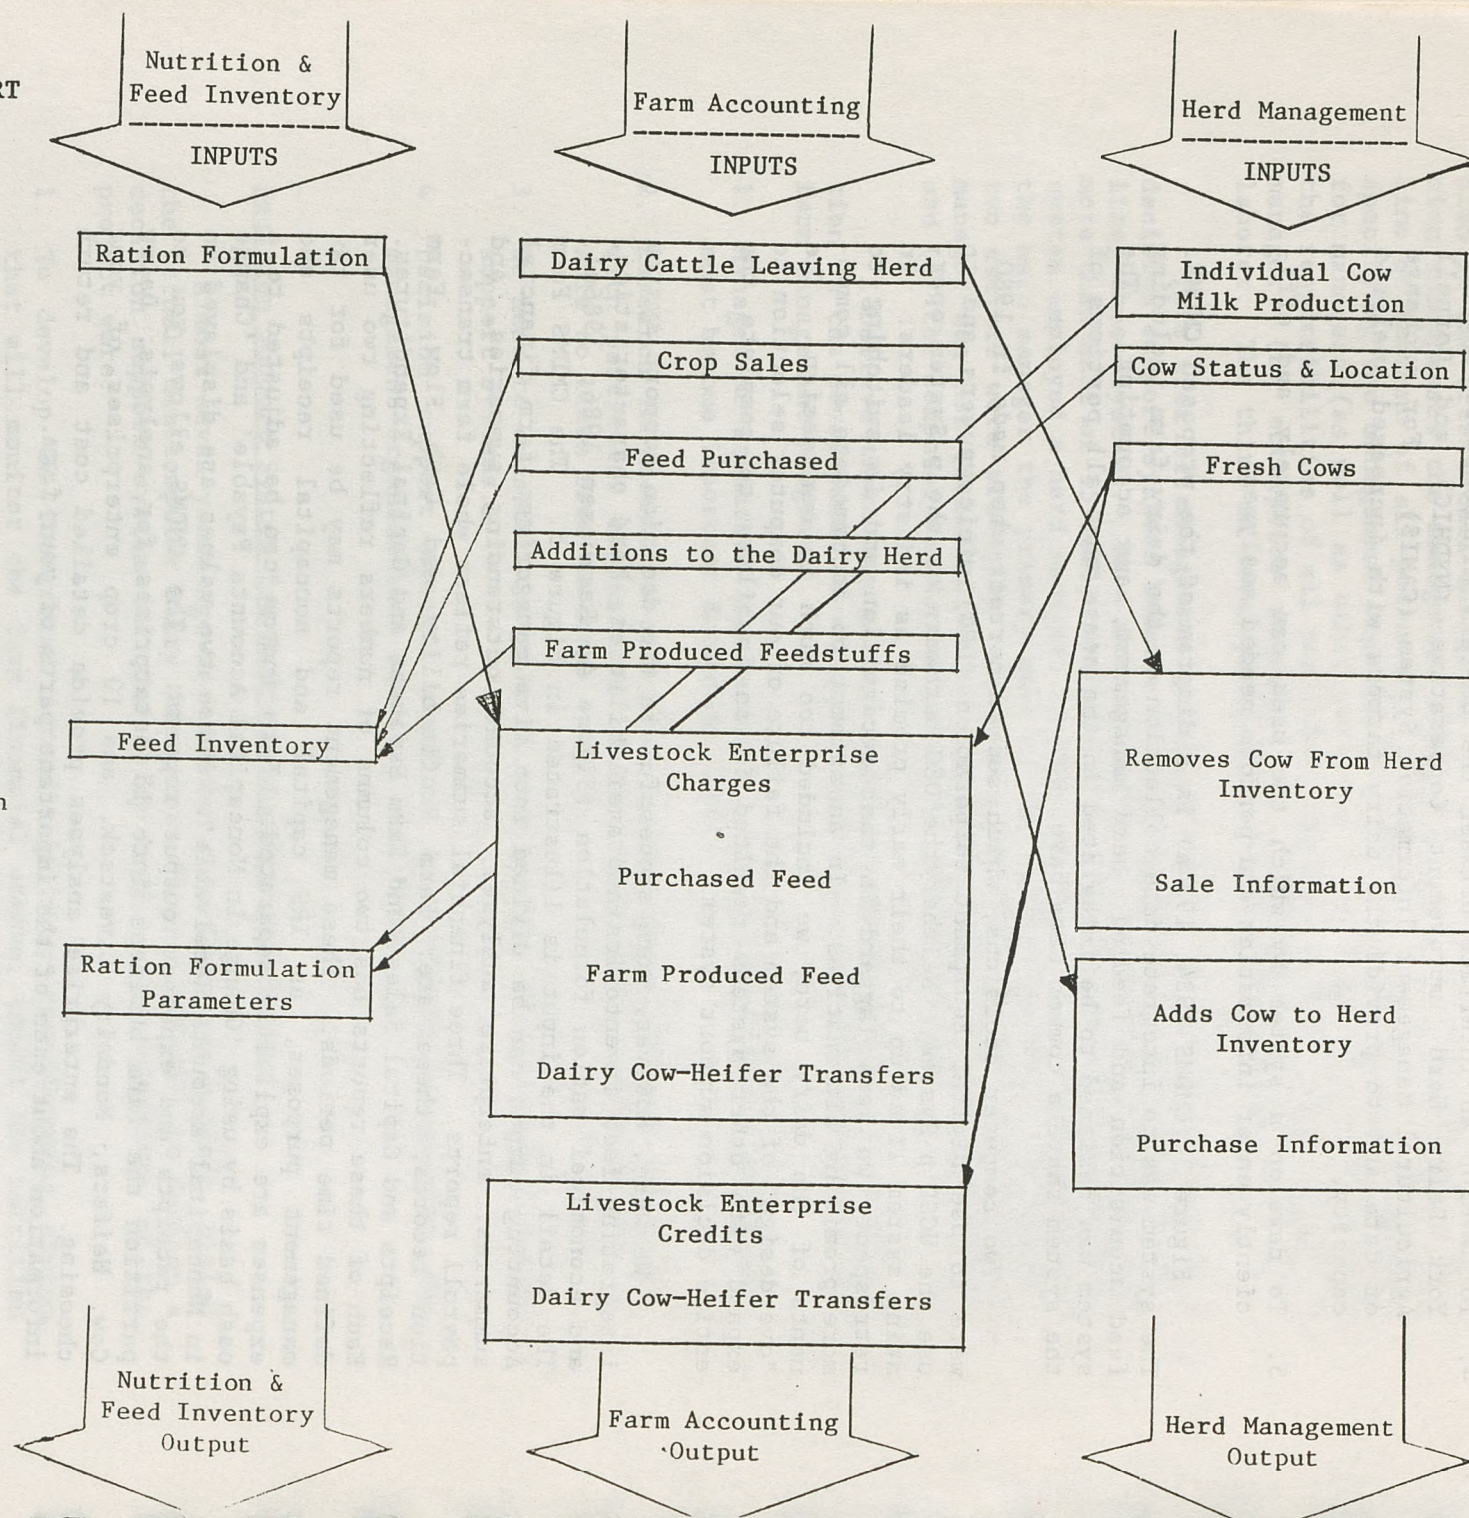 RT
Nutrition &
Feed Inventory
INPUTS
Farm Accounting
INPUTS
Herd Management
INPUTS
Ration Formulation
Dairy Cattle Leaving Herd
Individual Cow
Milk Production
Crop Sales
Cow Status & Location
Feed Purchased
Fresh Cows
Additions to the Dairy Herd
Farm Produced Feedstuffs
Feed Inventory
n
Livestock Enterprise
Charges
Purchased Feed
Farm Produced Feed
Dairy Cow-Heifer Transfers
Removes Cow From Herd
Inventory
Sale Information
Ration Formulation
Parameters
Adds Cow to Herd
Inventory
Purchase Information
Livestock Enterprise
Credits
Dairy Cow-Heifer Transfers
Nutrition &
Feed Inventory
Output
Farm Accounting
Output
Herd Management
Output